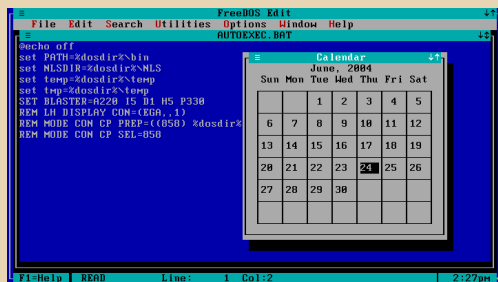 FreeDOS Edit
File Edit Search Utilities Options Window Help
AUTOEXEC.BAT
@echo off
set PATH=%dosdir%\bin
set NLSDIR=%dosdir%\NLS
set temp=%dosdir%\temp
set tmp=%dosdir%\temp
SET BLASTER=A220 I5 D1 H5 P330
REM LH DISPLAY CON=(EGA,,1)
REM MODE CON CP PREP=((858) %dosdir%
REM MODE CON CP SEL=858
Calendar
June, 2004
Sun Mon Tue Wed Thu Fri Sat
1 2 3 4 5
6 7 8 9 10 11 12
13 14 15 16 17 18 19
20 21 22 23 24 25 26
27 28 29 30
F1=Help READ Line: 1 Col:2 2:27pm